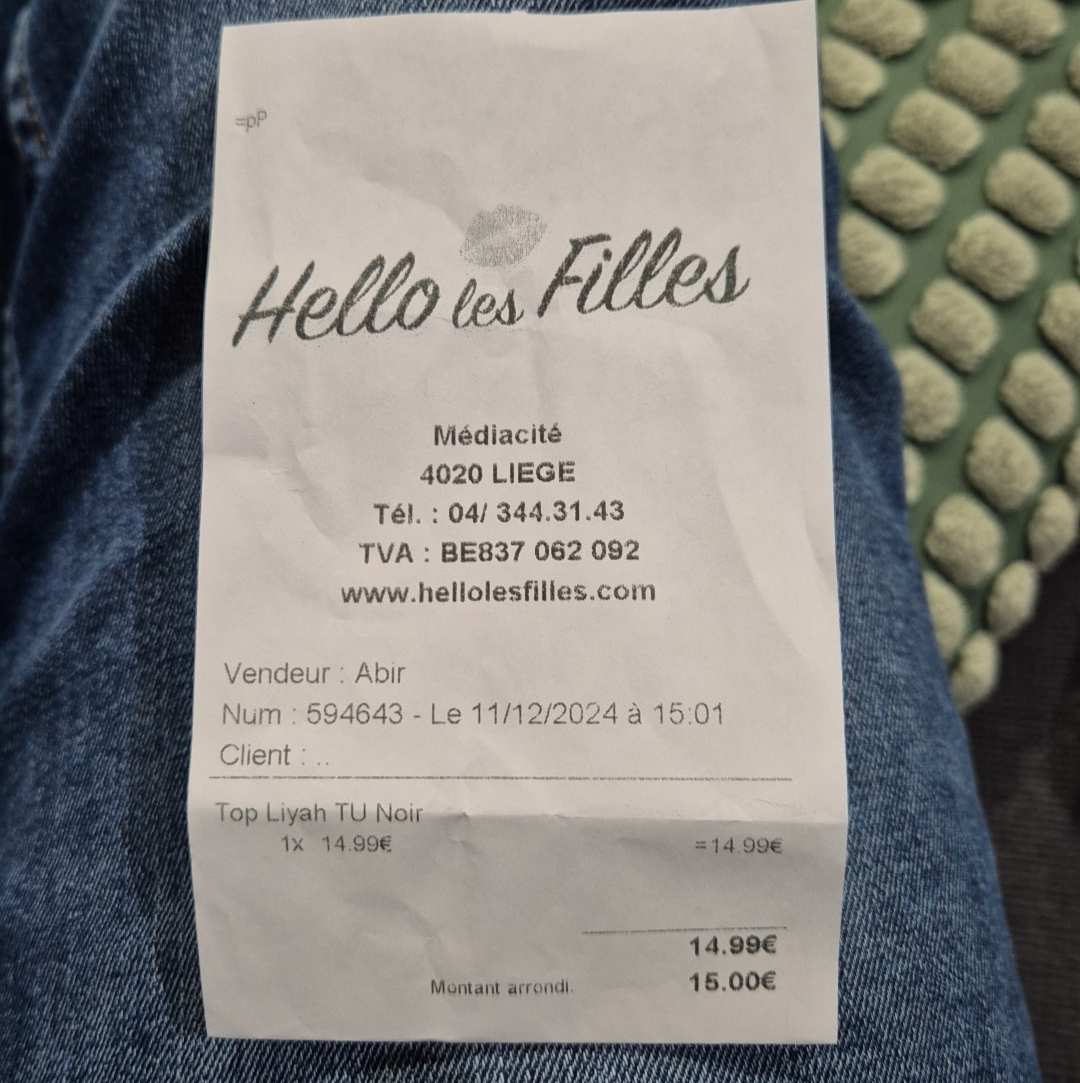 =pP
Hello les Filles
Médiacité
4020 LIEGE
Tél. : 04/ 344.31.43
TVA : BE837 062 092
www.hellolesfilles.com
Vendeur : Abir
Num : 594643 - Le 11/12/2024 à 15:01
Client : ..
Top Liyah TU Noir
1x 14.99€ =14.99€
14.99€
Montant arrondi. 15.00€